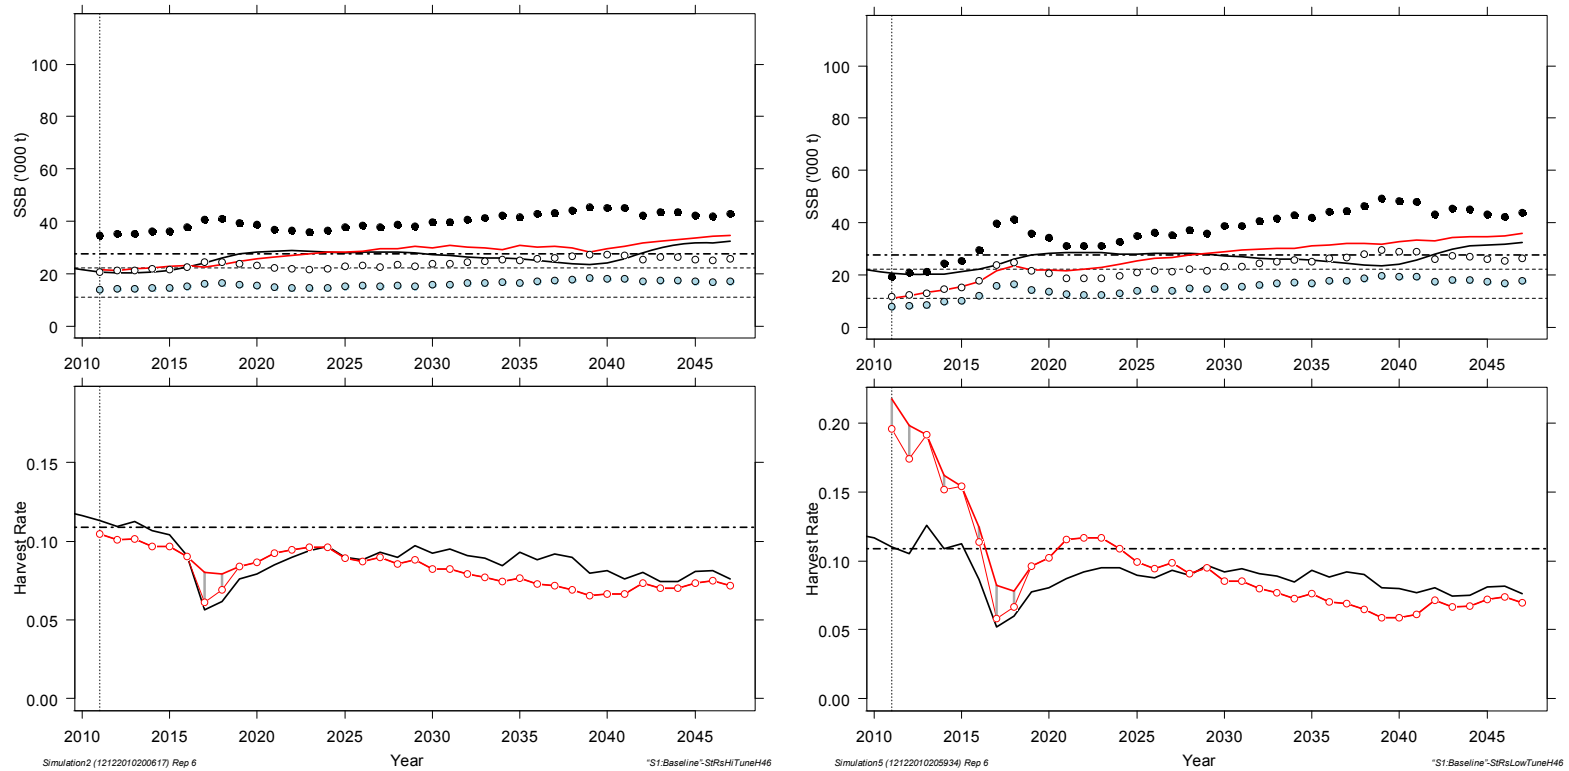 SSB ('000 t)
100
80
60
40
20
0
2010 2015 2020 2025 2030 2035 2040 2045
SSB ('000 t)
100
80
60
40
20
0
2010 2015 2020 2025 2030 2035 2040 2045
Harvest Rate
0.15
0.10
0.05
0.00
2010 2015 2020 2025 2030 2035 2040 2045
Year
Simulation2 (12122010200617) Rep 6
"S1:Baseline"-StRsHiTuneH46
Harvest Rate
0.20
0.15
0.10
0.05
0.00
2010 2015 2020 2025 2030 2035 2040 2045
Year
Simulation5 (12122010205934) Rep 6
"S1:Baseline"-StRsLowTuneH46